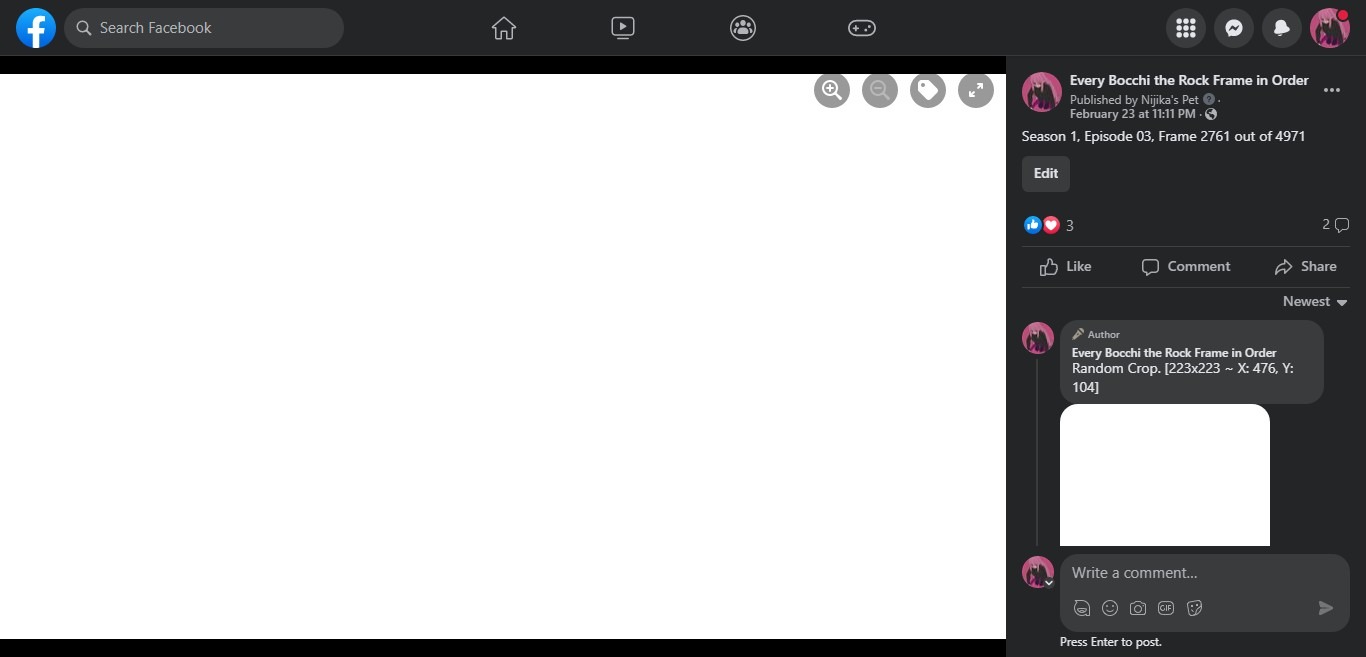 Search Facebook
Every Bocchi the Rock Frame in Order
Published by Nijika's Pet ·
February 23 at 11:11 PM ·
Season 1, Episode 03, Frame 2761 out of 4971
Edit
3
2
Like
Comment
Share
Newest
Author
Every Bocchi the Rock Frame in Order
Random Crop. [223x223 ~ X: 476, Y:
104]
Write a comment...
GIF
Press Enter to post.